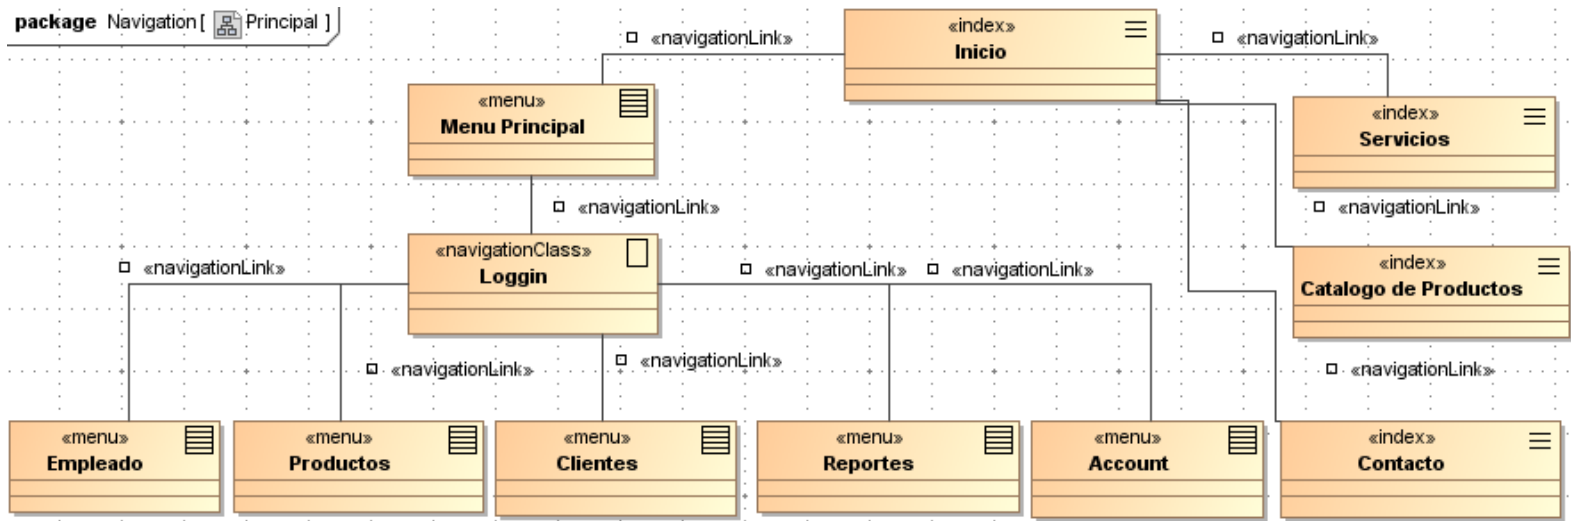 package Navigation [ Principal ]
«index»
Inicio
«navigationLink»
«navigationLink»
«menu»
Menu Principal
«index»
Servicios
«navigationLink»
«navigationLink»
«navigationClass»
Loggin
«index»
Catalogo de Productos
«navigationLink»
«navigationLink»
«navigationLink»
«navigationLink»
«navigationLink»
«navigationLink»
«menu»
Empleado
«menu»
Productos
«menu»
Clientes
«menu»
Reportes
«menu»
Account
«index»
Contacto